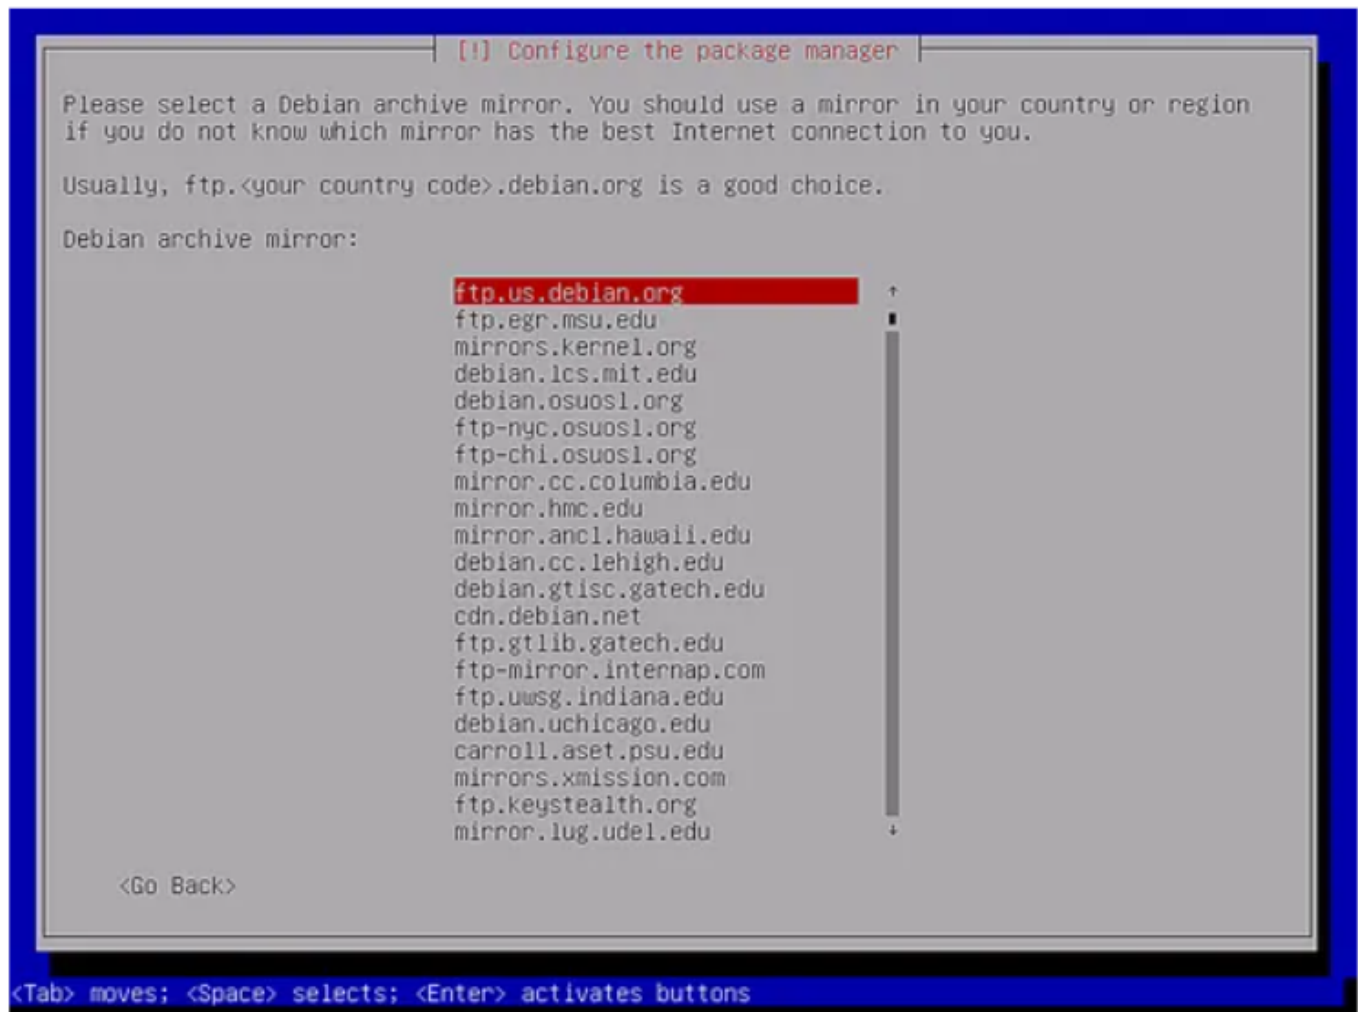 [!] Configure the package manager
Please select a Debian archive mirror. You should use a mirror in your country or region
if you do not know which mirror has the best Internet connection to you.
Usually, ftp.<your country code>.debian.org is a good choice.
Debian archive mirror:
ftp.us.debian.org
ftp.egr.msu.edu
mirrors.kernel.org
debian.lcs.mit.edu
debian.osuosl.org
ftp-nyc.osuosl.org
ftp-chi.osuosl.org
mirror.cc.columbia.edu
mirror.hmc.edu
mirror.ancl.hawaii.edu
debian.cc.lehigh.edu
debian.gtisc.gatech.edu
cdn.debian.net
ftp.gtlib.gatech.edu
ftp-mirror.internap.com
ftp.uwsg.indiana.edu
debian.uchicago.edu
carroll.aset.psu.edu
mirrors.xmission.com
ftp.keystealth.org
mirror.lug.udel.edu
<Go Back>
<Tab> moves; <Space> selects; <Enter> activates buttons